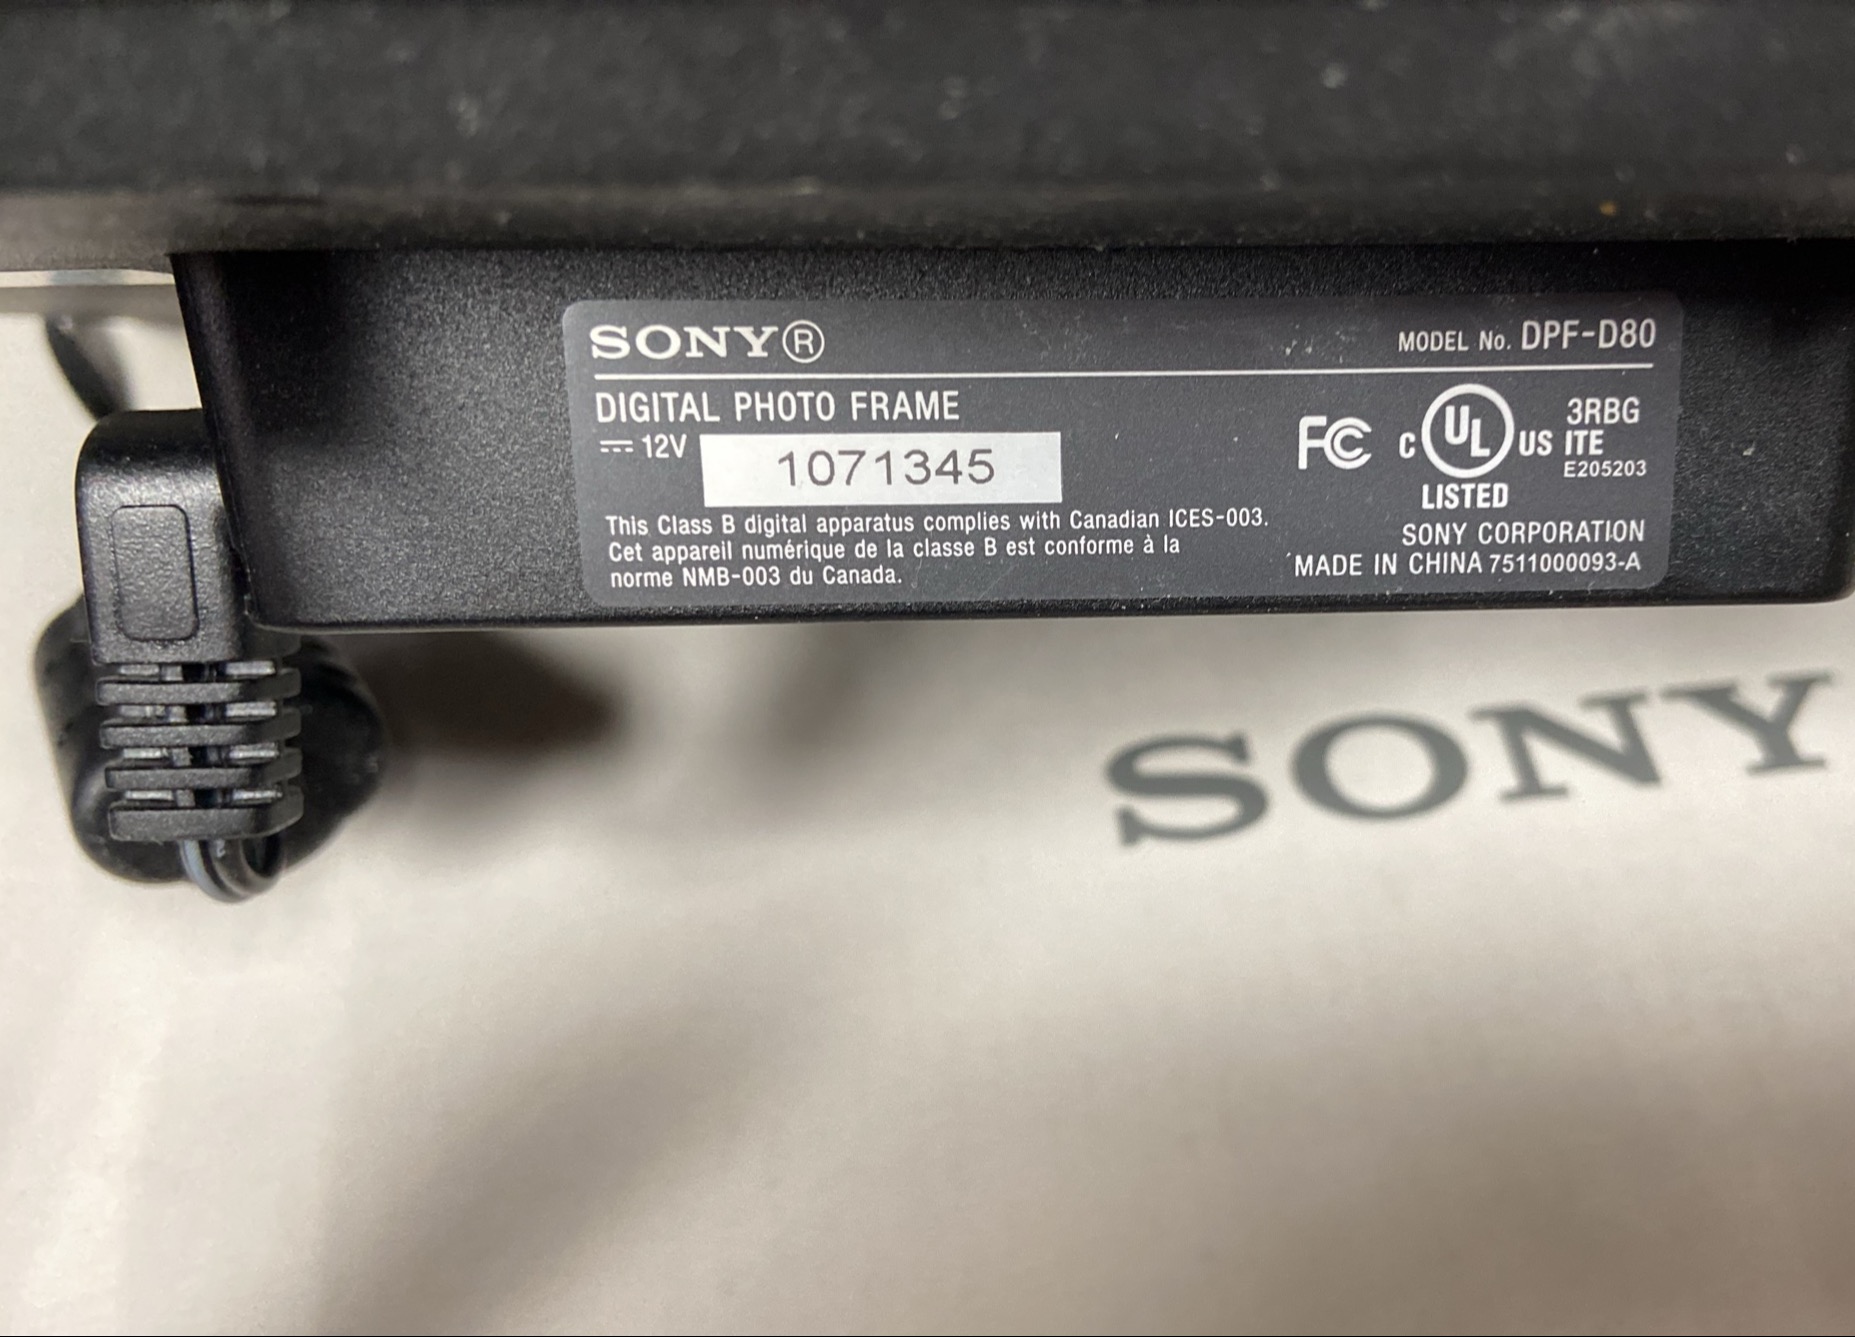 SONY®
MODEL No. DPF-D80
DIGITAL PHOTO FRAME
⎓ 12V
1071345
This Class B digital apparatus complies with Canadian ICES-003.
Cet appareil numérique de la classe B est conforme à la
norme NMB-003 du Canada.
FC
C UL US
LISTED
3RBG
ITE
E205203
SONY CORPORATION
MADE IN CHINA 7511000093-A
SONY